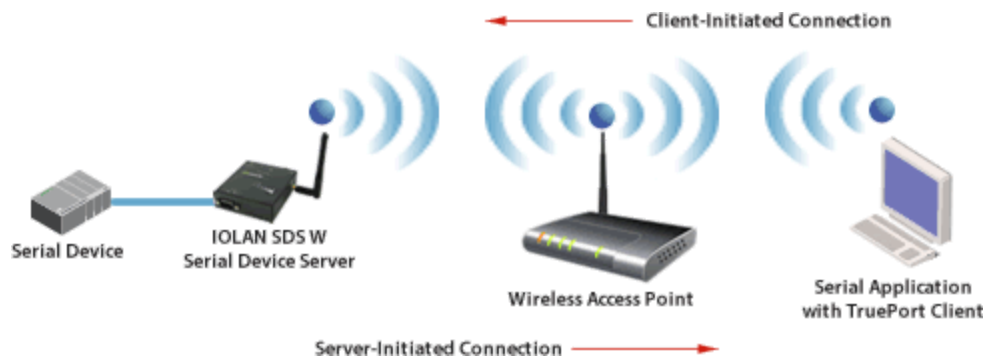 Client-Initiated Connection
Serial Device
IOLAN SDS W
Serial Device Server
Wireless Access Point
Serial Application
with TruePort Client
Server-Initiated Connection